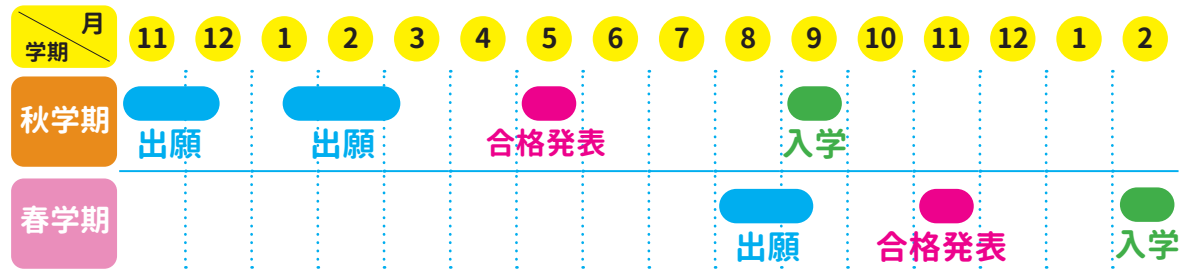 月
学期
11 12 1 2 3 4 5 6 7 8 9 10 11 12 1 2
秋学期
出願 出願 合格発表 入学
春学期
出願 合格発表 入学